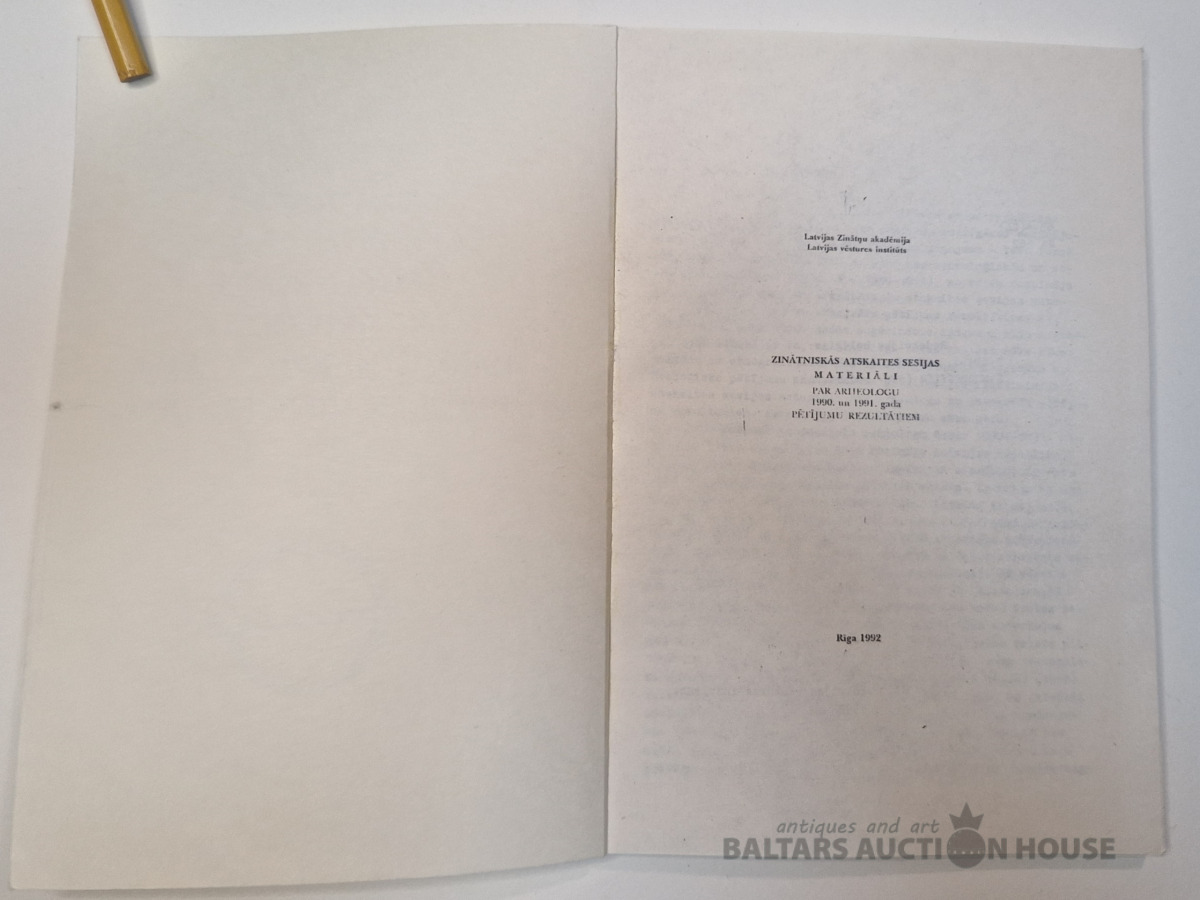 Latvijas Zinātņu akadēmija
Latvijas vēstures institūts
ZINĀTNISKĀS ATSKAITES SESIJAS
MATERIĀLI
PAR ARHEOLOGU
1990. un 1991. gada
PĒTĪJUMU REZULTĀTIEM
Rīga 1992
antiques and art
BALTARS AUCTION HOUSE